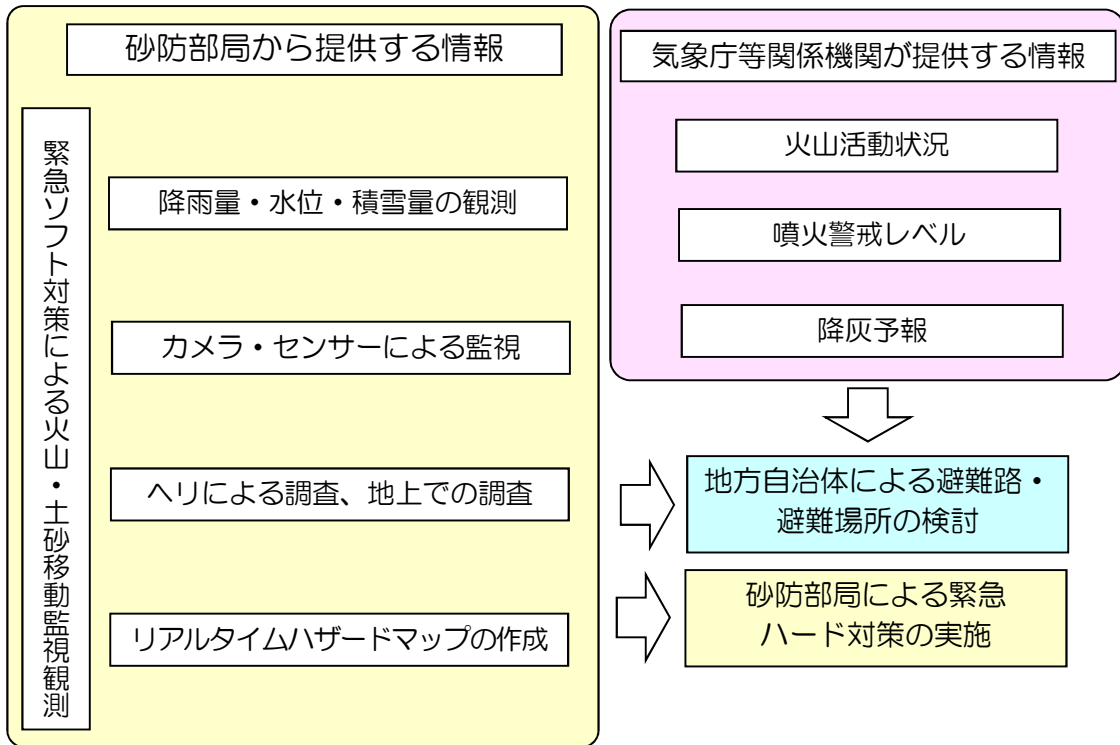 砂防部局から提供する情報
緊急ソフト対策による火山・土砂移動監視観測
降雨量・水位・積雪量の観測
カメラ・センサーによる監視
ヘリによる調査、地上での調査
リアルタイムハザードマップの作成
気象庁等関係機関が提供する情報
火山活動状況
噴火警戒レベル
降灰予報
地方自治体による避難路・
避難場所の検討
砂防部局による緊急
ハード対策の実施